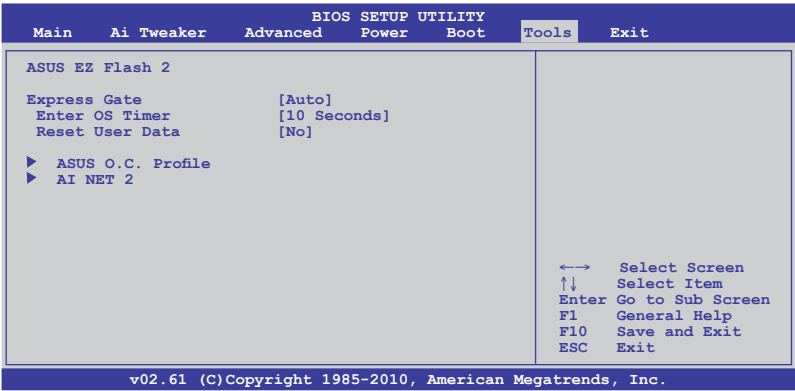 BIOS SETUP UTILITY
Main Ai Tweaker Advanced Power Boot Tools Exit
ASUS EZ Flash 2
Express Gate [Auto]
Enter OS Timer [10 Seconds]
Reset User Data [No]
ASUS O.C. Profile
AI NET 2
←→ Select Screen
↑↓ Select Item
Enter Go to Sub Screen
F1 General Help
F10 Save and Exit
ESC Exit
v02.61 (C)Copyright 1985-2010, American Megatrends, Inc.